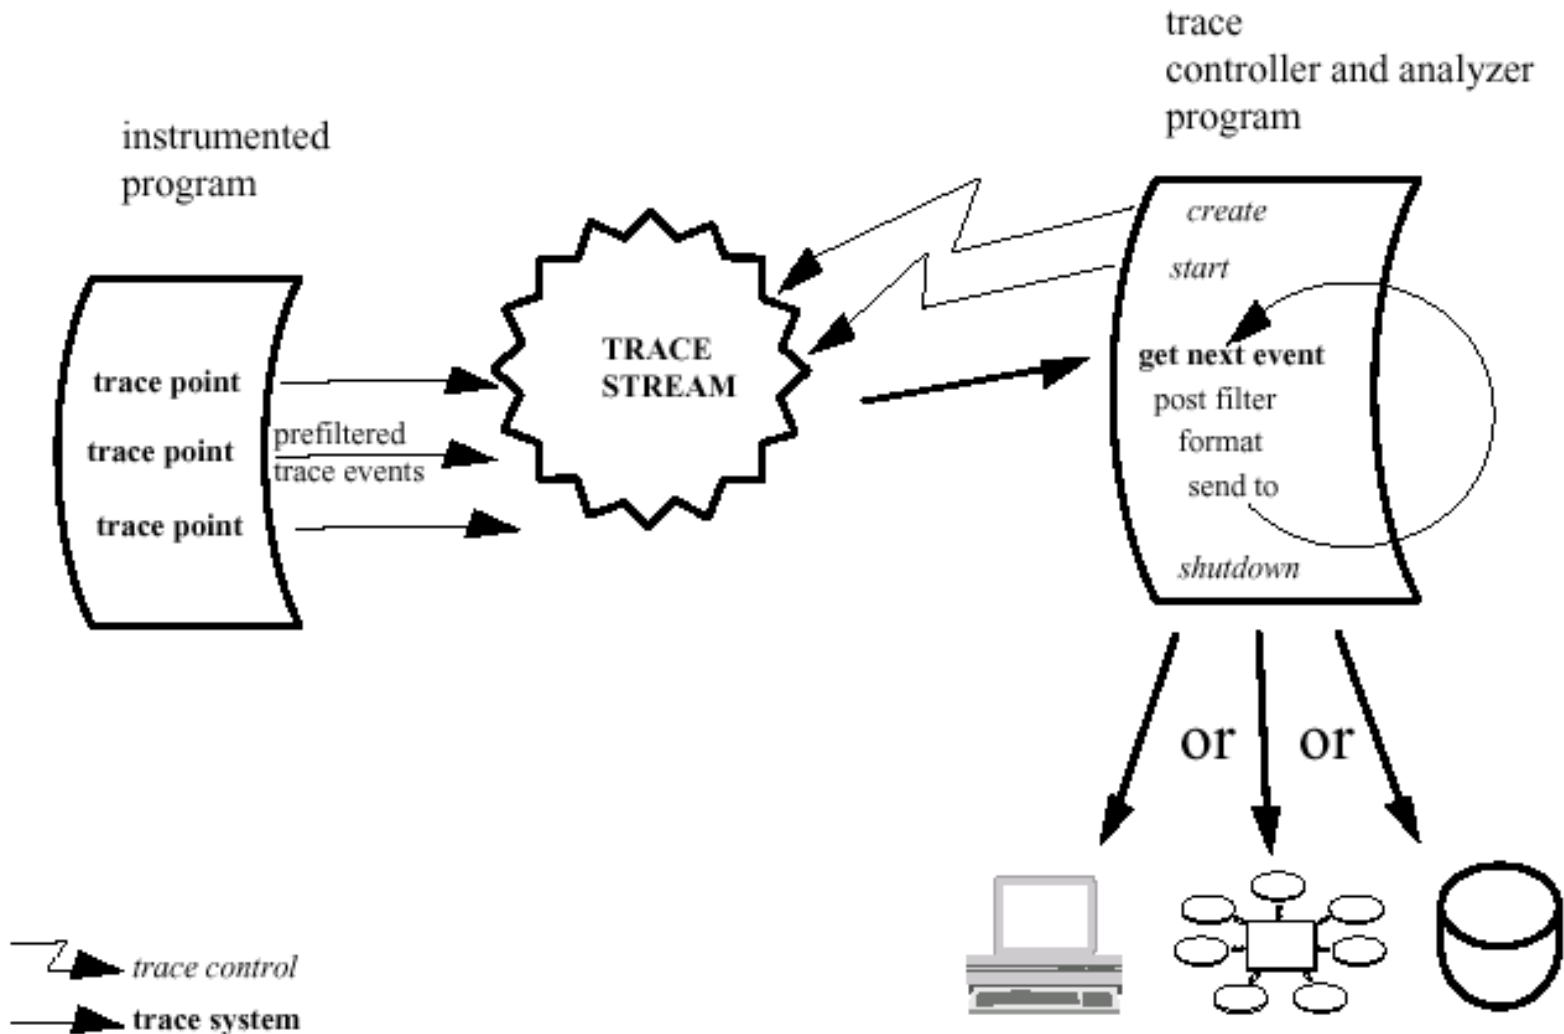 trace
controller and analyzer
program
instrumented
program
create
start
TRACE
STREAM
get next event
trace point
post filter
prefiltered
trace point
format
trace events
send to
trace point
shutdown
or
or
trace control
trace system